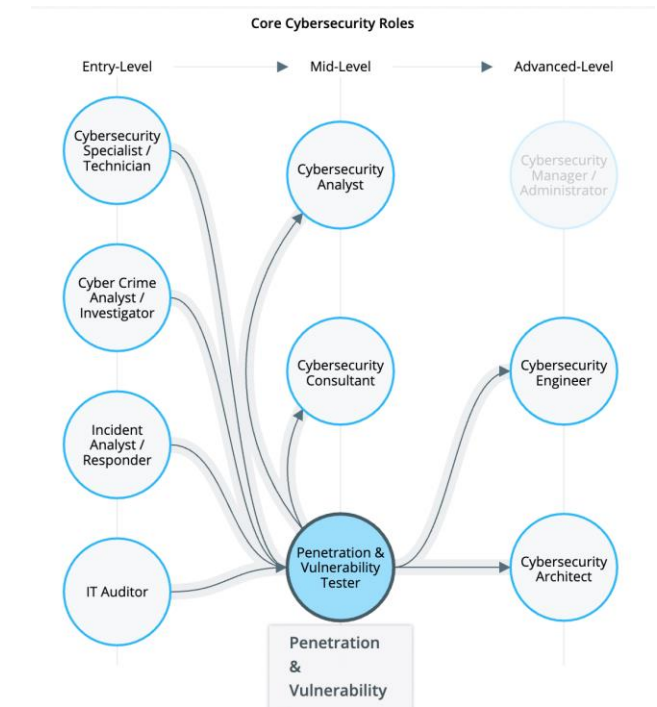 Core Cybersecurity Roles
Entry-Level
Mid-Level
Advanced-Level
Cybersecurity
Specialist /
Technician
Cyber Crime
Analyst /
Investigator
Incident
Analyst /
Responder
IT Auditor
Cybersecurity
Analyst
Cybersecurity
Consultant
Penetration &
Vulnerability
Tester
Penetration
&
Vulnerability
Cybersecurity
Manager /
Administrator
Cybersecurity
Engineer
Cybersecurity
Architect